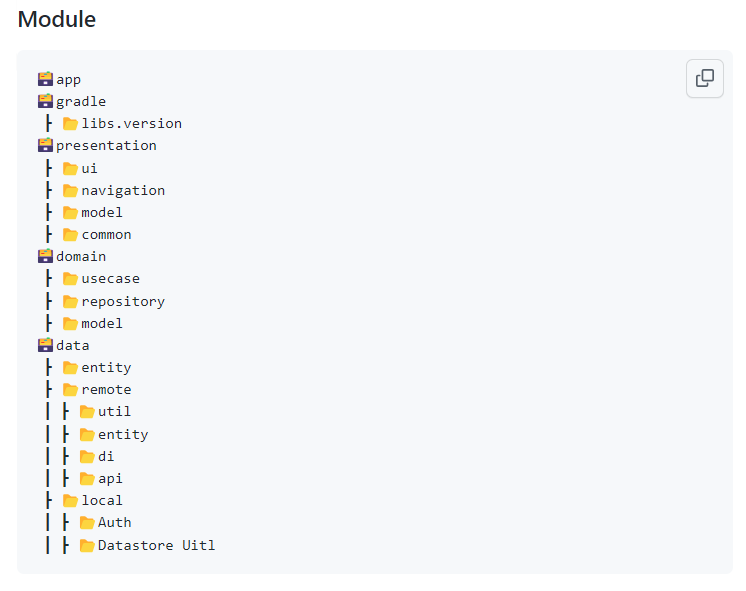 Module
app
gradle
┣ libs.version
presentation
┣ ui
┣ navigation
┣ model
┣ common
domain
┣ usecase
┣ repository
┣ model
data
┣ entity
┣ remote
┃ ┣ util
┃ ┣ entity
┃ ┣ di
┃ ┣ api
┣ local
┃ ┣ Auth
┃ ┣ Datastore Uitl